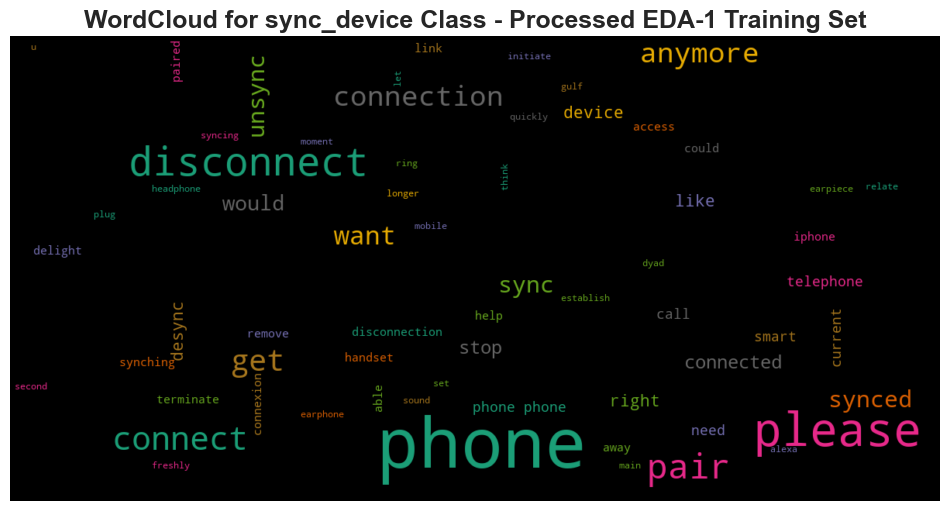 WordCloud for sync_device Class - Processed EDA-1 Training Set
u
paired
unsync
link
let
initiate
anymore
connection
gulf
quickly
device
access
syncing
moment
could
disconnect
ring
think
headphone
longer
earpiece
relate
would
like
plug
mobile
want
iphone
delight
dyad
sync
telephone
establish
desync
help
call
current
remove
disconnection
smart
stop
get
handset
synching
connected
second
connexion
able
set
terminate
sound
synced
earphone
phone phone
right
connect
phone
please
need
away
alexa
freshly
main
pair